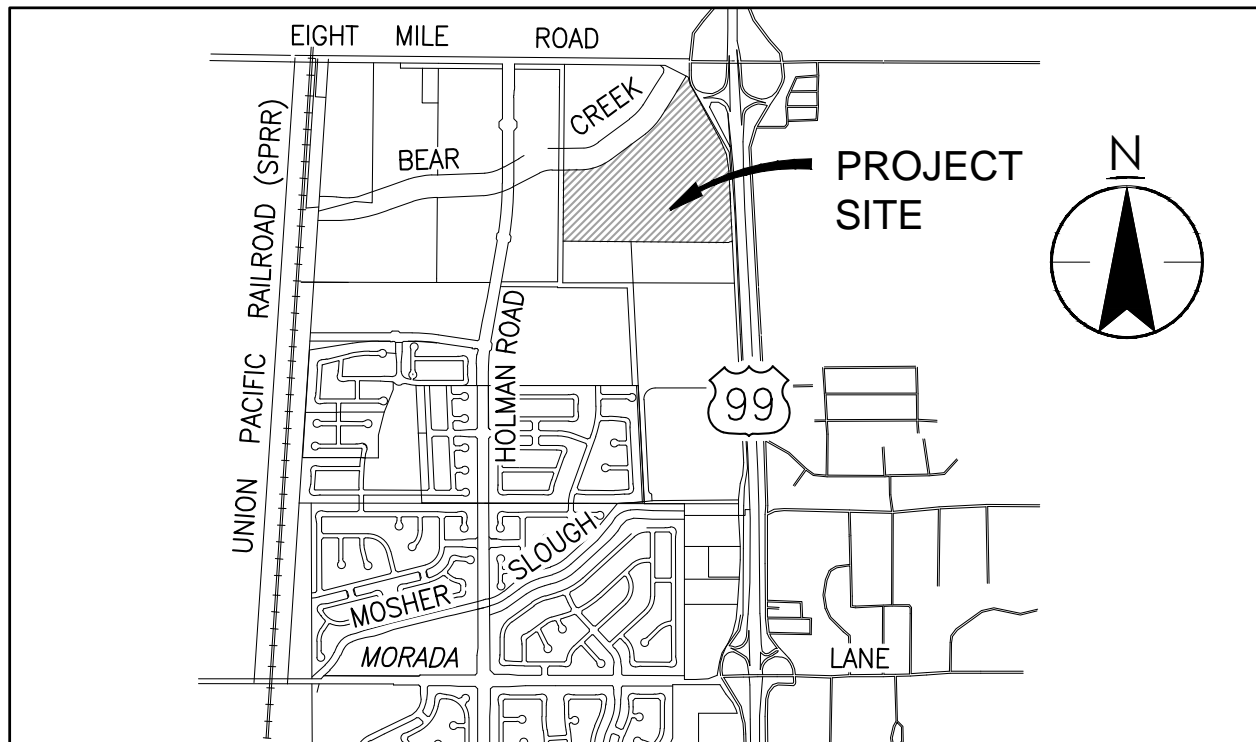 EIGHT MILE ROAD
UNION PACIFIC RAILROAD (SPRR)
BEAR CREEK
PROJECT
SITE
N
HOLMAN ROAD
99
MOSHER SLOUGH
MORADA LANE